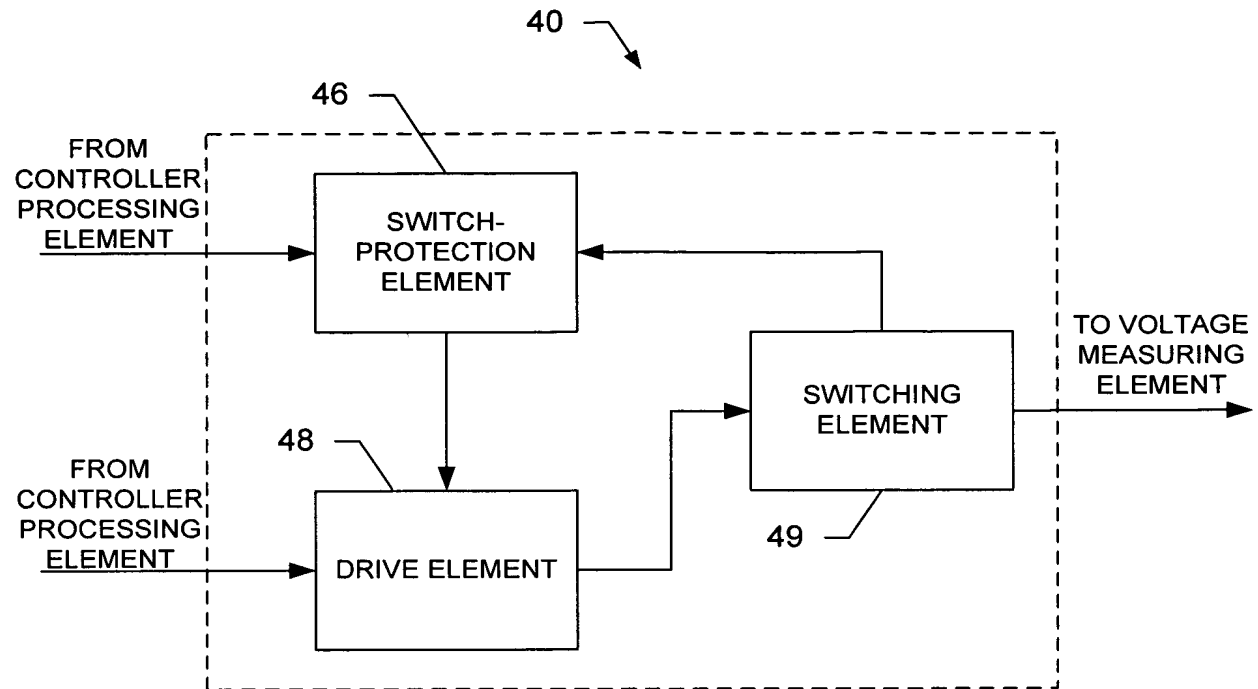 40
46
FROM
CONTROLLER
PROCESSING
ELEMENT
SWITCH-
PROTECTION
ELEMENT
TO VOLTAGE
MEASURING
ELEMENT
SWITCHING
ELEMENT
48
FROM
CONTROLLER
PROCESSING
ELEMENT
49
DRIVE ELEMENT